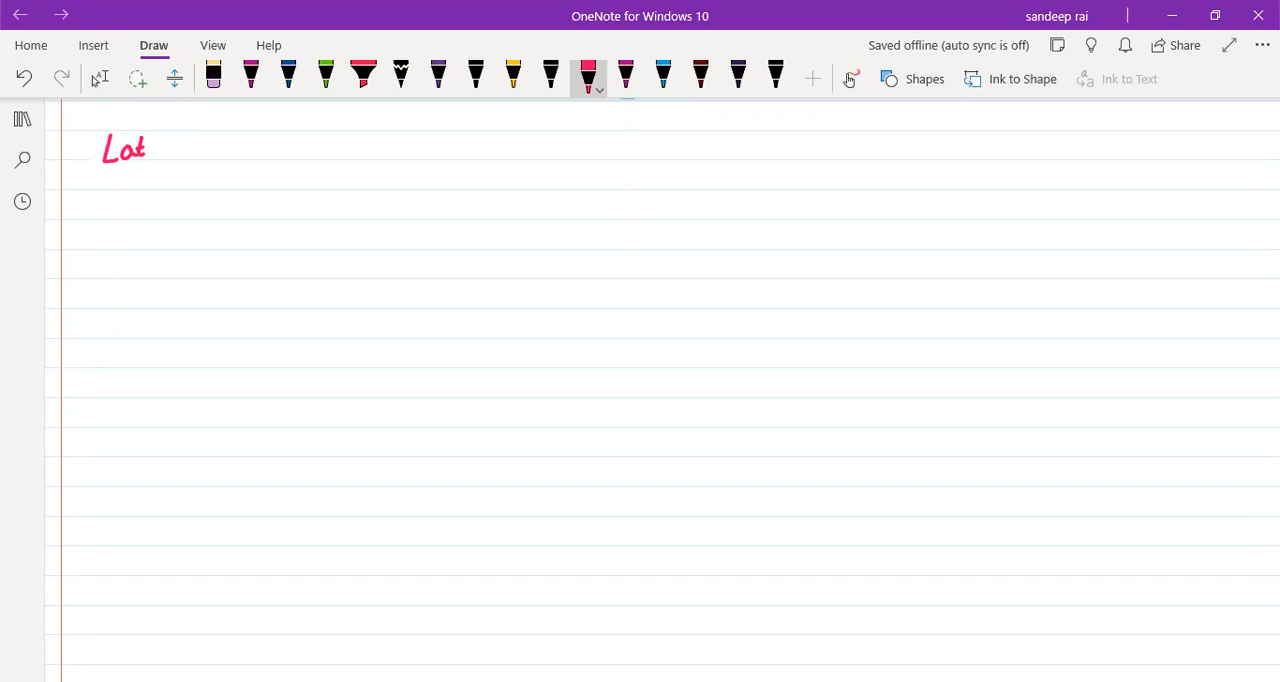 OneNote for Windows 10
sandeep rai
Home Insert Draw View Help
Saved offline (auto sync is off)
Share
Shapes
Ink to Shape
Ink to Text
Lat